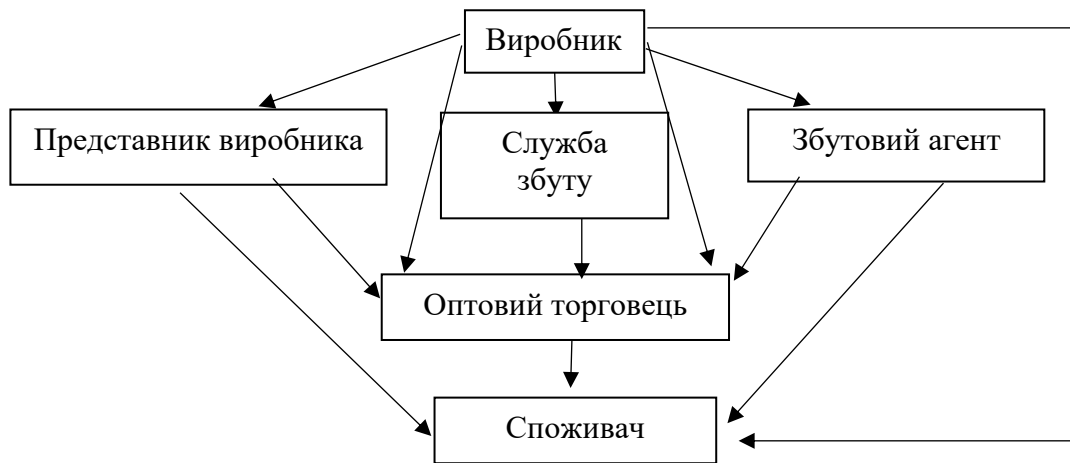 Виробник
Представник виробника
Служба
збуту
Збутовий агент
Оптовий торговець
Споживач